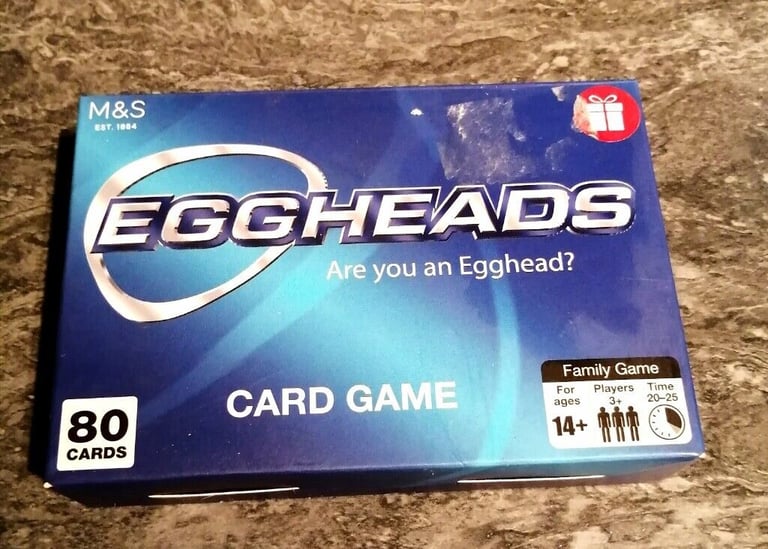 M&S
EST. 1884
EGGHEADS
Are you an Egghead?
CARD GAME
80
CARDS
Family Game
For ages
14+
Players
3+
Time
20–25